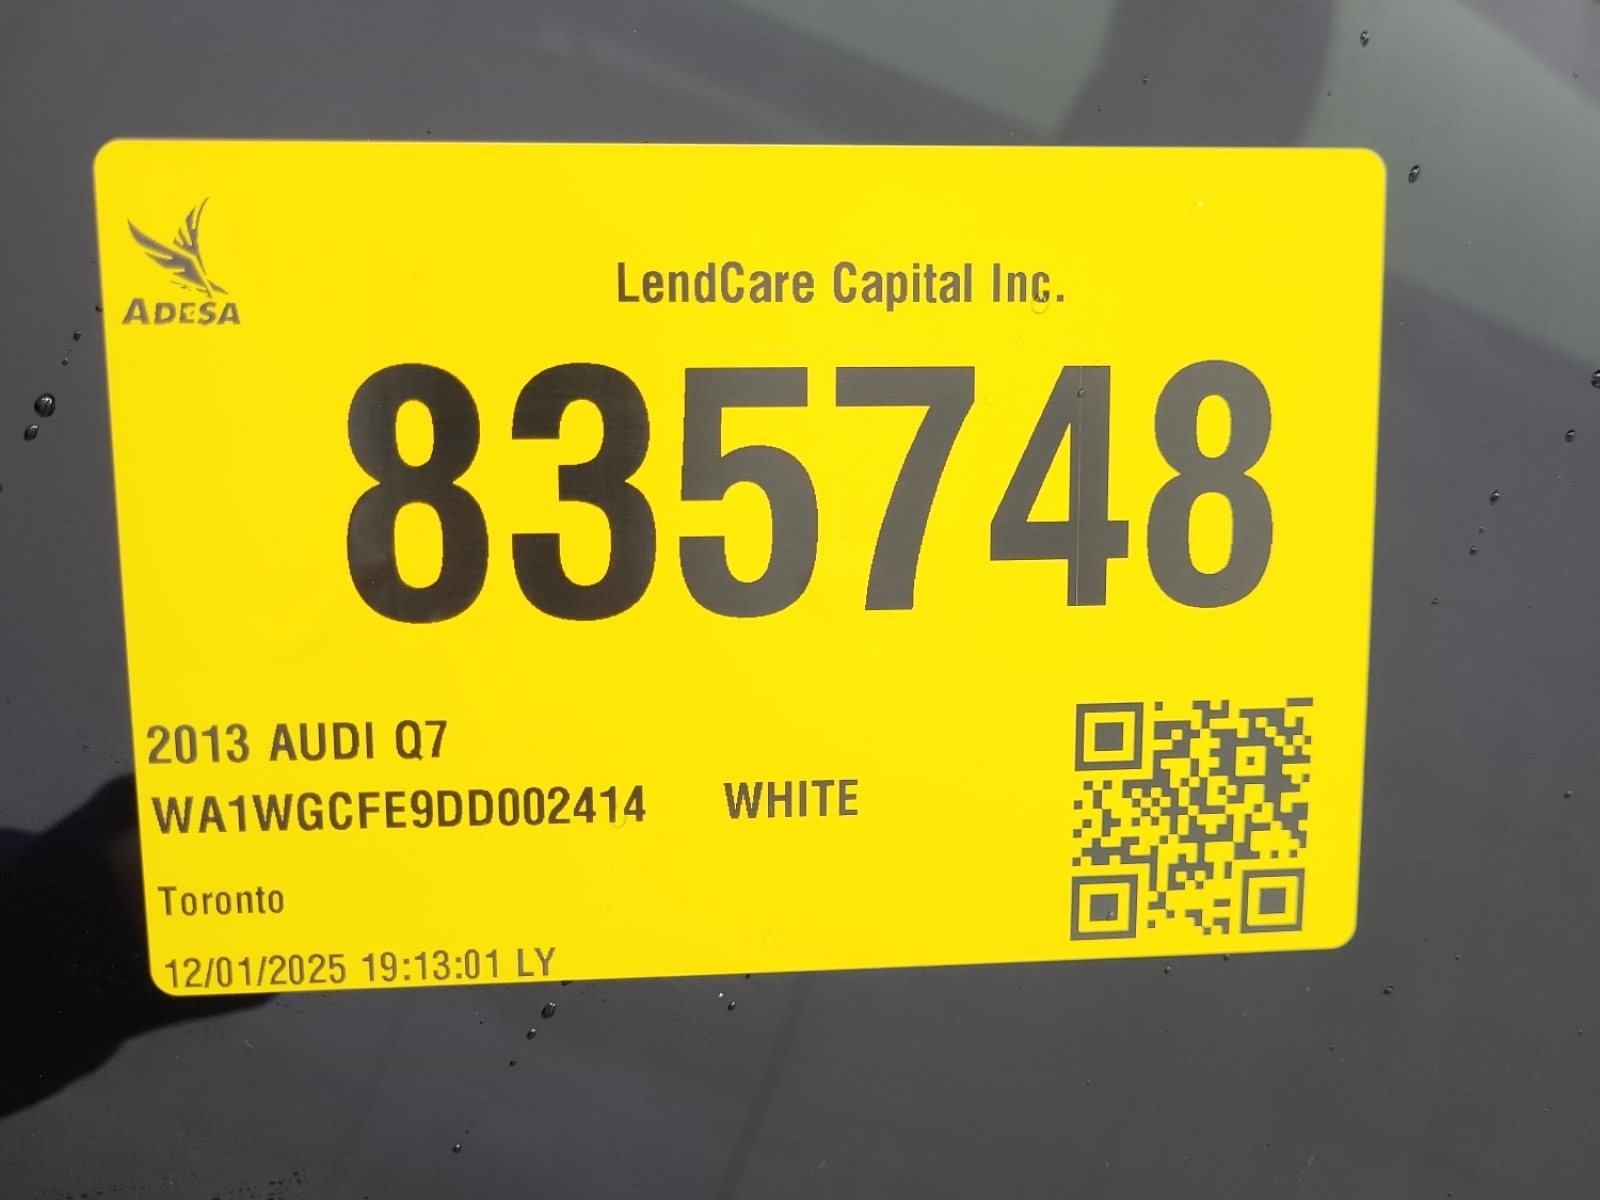 ADESA
LendCare Capital Inc.
835748
2013 AUDI Q7
WA1WGCFE9DD002414 WHITE
Toronto
12/01/2025 19:13:01 LY